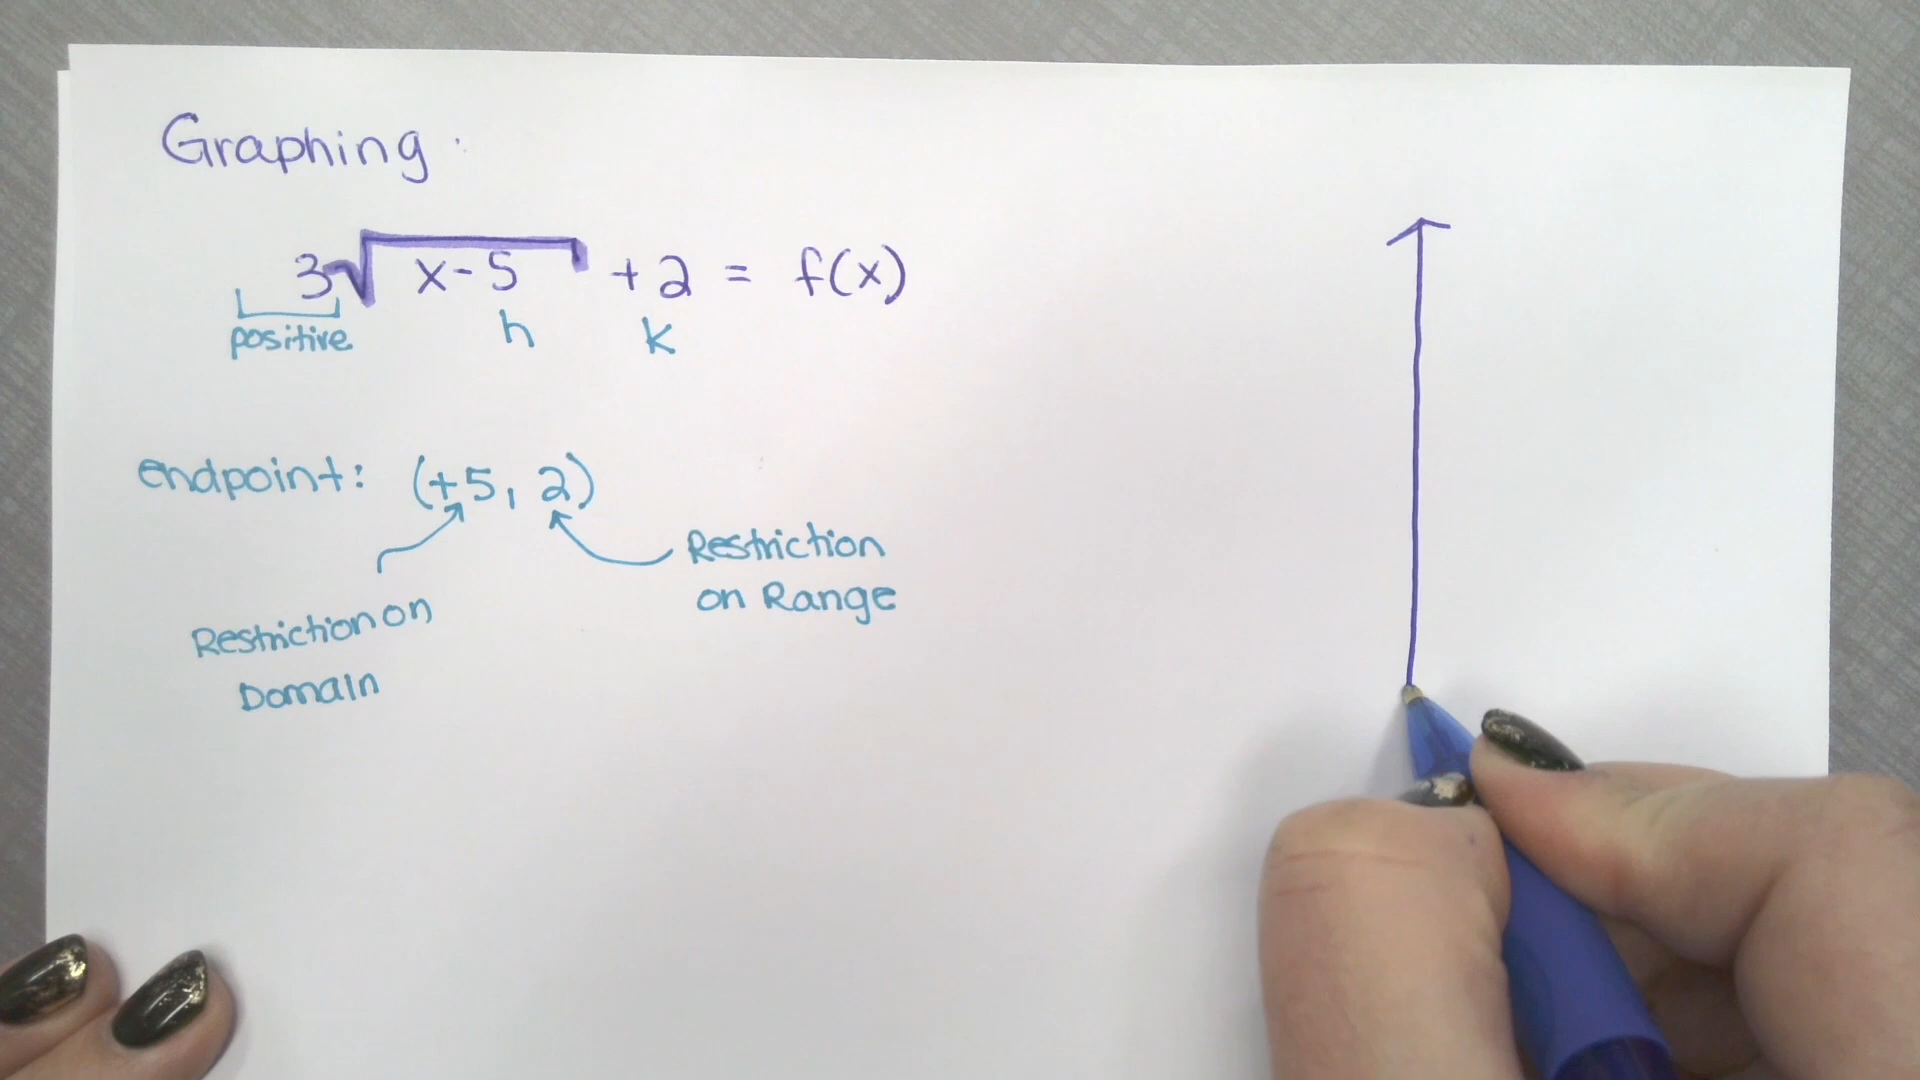 Graphing:
3√(x-5) +2 = f(x)
positive h k
endpoint: (+5, 2)
Restriction
on Range
Restriction on
Domain